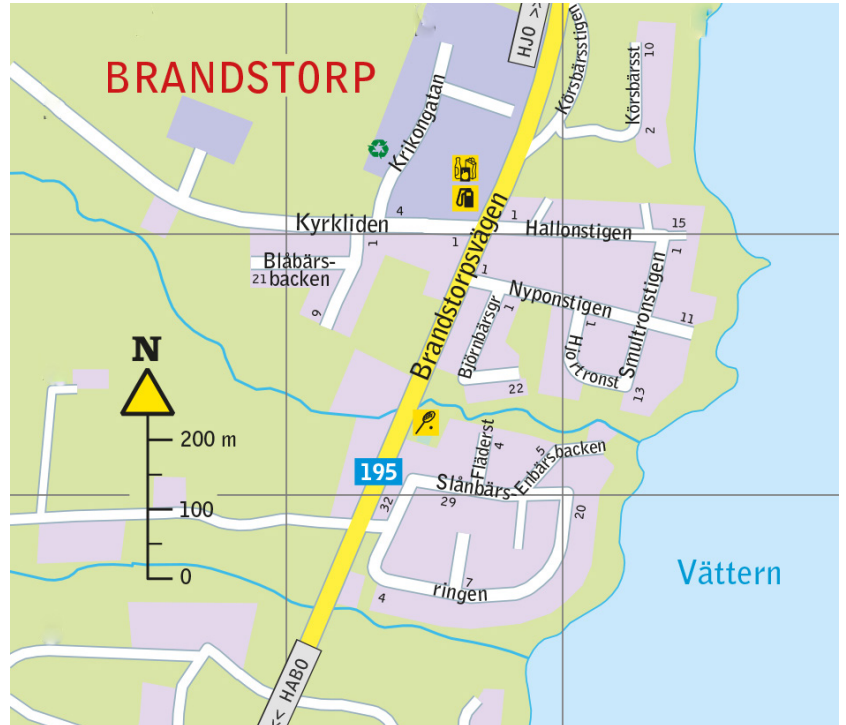 HJO >>
BRANDSTORP
Körsbärsstigen
Körsbärsst
10
2
Krikongatan
4
Kyrkliden
1
1
1
Hallonstigen
15
1
Blåbärs-
backen
21
9
Brandstorpsvägen
1
Nyponstigen
11
Björnbärsgr
1
22
1
Hjortronst
Smultronstigen
13
N
200 m
100
0
195
Fläderst
4
5
Enbärsbacken
Slånbärs-
29
32
20
7
ringen
4
Vättern
<< HABO